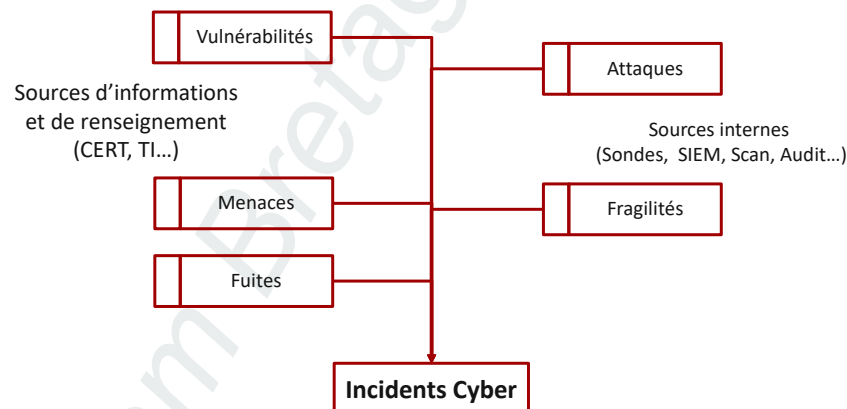 Vulnérabilités
Attaques
Sources d'informations
et de renseignement
(CERT, TI...)
Sources internes
(Sondes, SIEM, Scan, Audit...)
Menaces
Fragilités
Fuites
Incidents Cyber
m Bretag